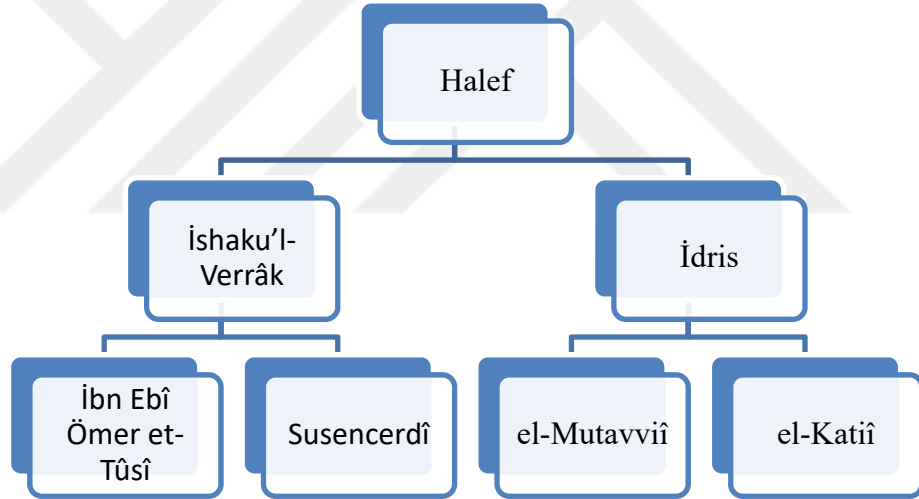 Halef
İshaku’l-
Verrâk
İdris
İbn Ebî
Ömer et-
Tûsî
Susencerdî
el-Mutavviî
el-Katiî